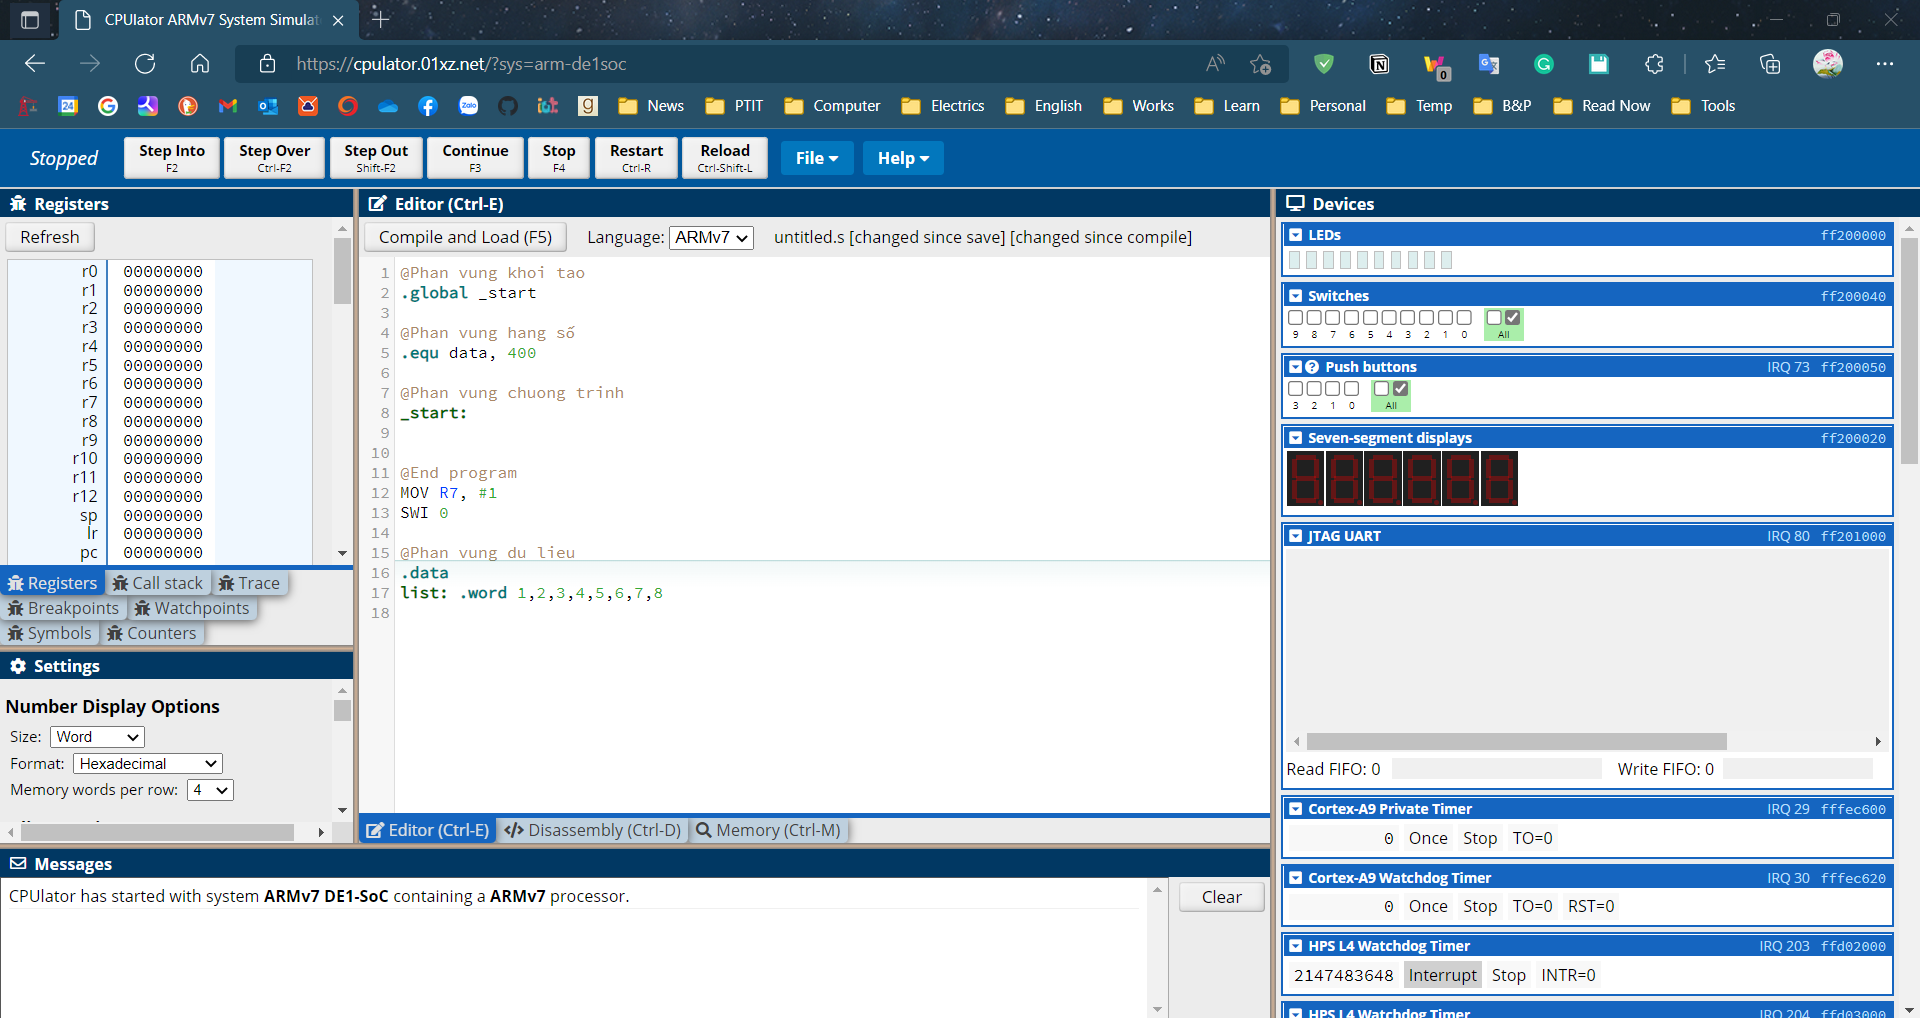 CPUlator ARMv7 System Simulat
https://cpulator.01xz.net/?sys=arm-de1soc
0
24
News
PTIT
Computer
Electrics
English
Works
Learn
Personal
Temp
B&P
Read Now
Tools
Stopped
Step Into
F2
Step Over
Ctrl-F2
Step Out
Shift-F2
Continue
F3
Stop
F4
Restart
Ctrl-R
Reload
Ctrl-Shift-L
File
Help
Registers
Refresh
r0 00000000
r1 00000000
r2 00000000
r3 00000000
r4 00000000
r5 00000000
r6 00000000
r7 00000000
r8 00000000
r9 00000000
r10 00000000
r11 00000000
r12 00000000
sp 00000000
lr 00000000
pc 00000000
Registers Call stack Trace
Breakpoints Watchpoints
Symbols Counters
Settings
Number Display Options
Size: Word
Format: Hexadecimal
Memory words per row: 4
Editor (Ctrl-E)
Compile and Load (F5) Language: ARMv7 untitled.s [changed since save] [changed since compile]
1 @Phan vung khoi tao
2 .global _start
3
4 @Phan vung hang số
5 .equ data, 400
6
7 @Phan vung chuong trinh
8 _start:
9
10
11 @End program
12 MOV R7, #1
13 SWI 0
14
15 @Phan vung du lieu
16 .data
17 list: .word 1,2,3,4,5,6,7,8
18
Editor (Ctrl-E) Disassembly (Ctrl-D) Memory (Ctrl-M)
Messages
CPUlator has started with system ARMv7 DE1-SoC containing a ARMv7 processor.
Clear
Devices
LEDs ff200000
Switches ff200040
9 8 7 6 5 4 3 2 1 0 All
Push buttons IRQ 73 ff200050
3 2 1 0 All
Seven-segment displays ff200020
JTAG UART IRQ 80 ff201000
Read FIFO: 0 Write FIFO: 0
Cortex-A9 Private Timer IRQ 29 fffec600
0 Once Stop TO=0
Cortex-A9 Watchdog Timer IRQ 30 fffec620
0 Once Stop TO=0 RST=0
HPS L4 Watchdog Timer IRQ 203 ffd02000
2147483648 Interrupt Stop INTR=0
HPS L4 Watchdog Timer IRQ 204 ffd03000